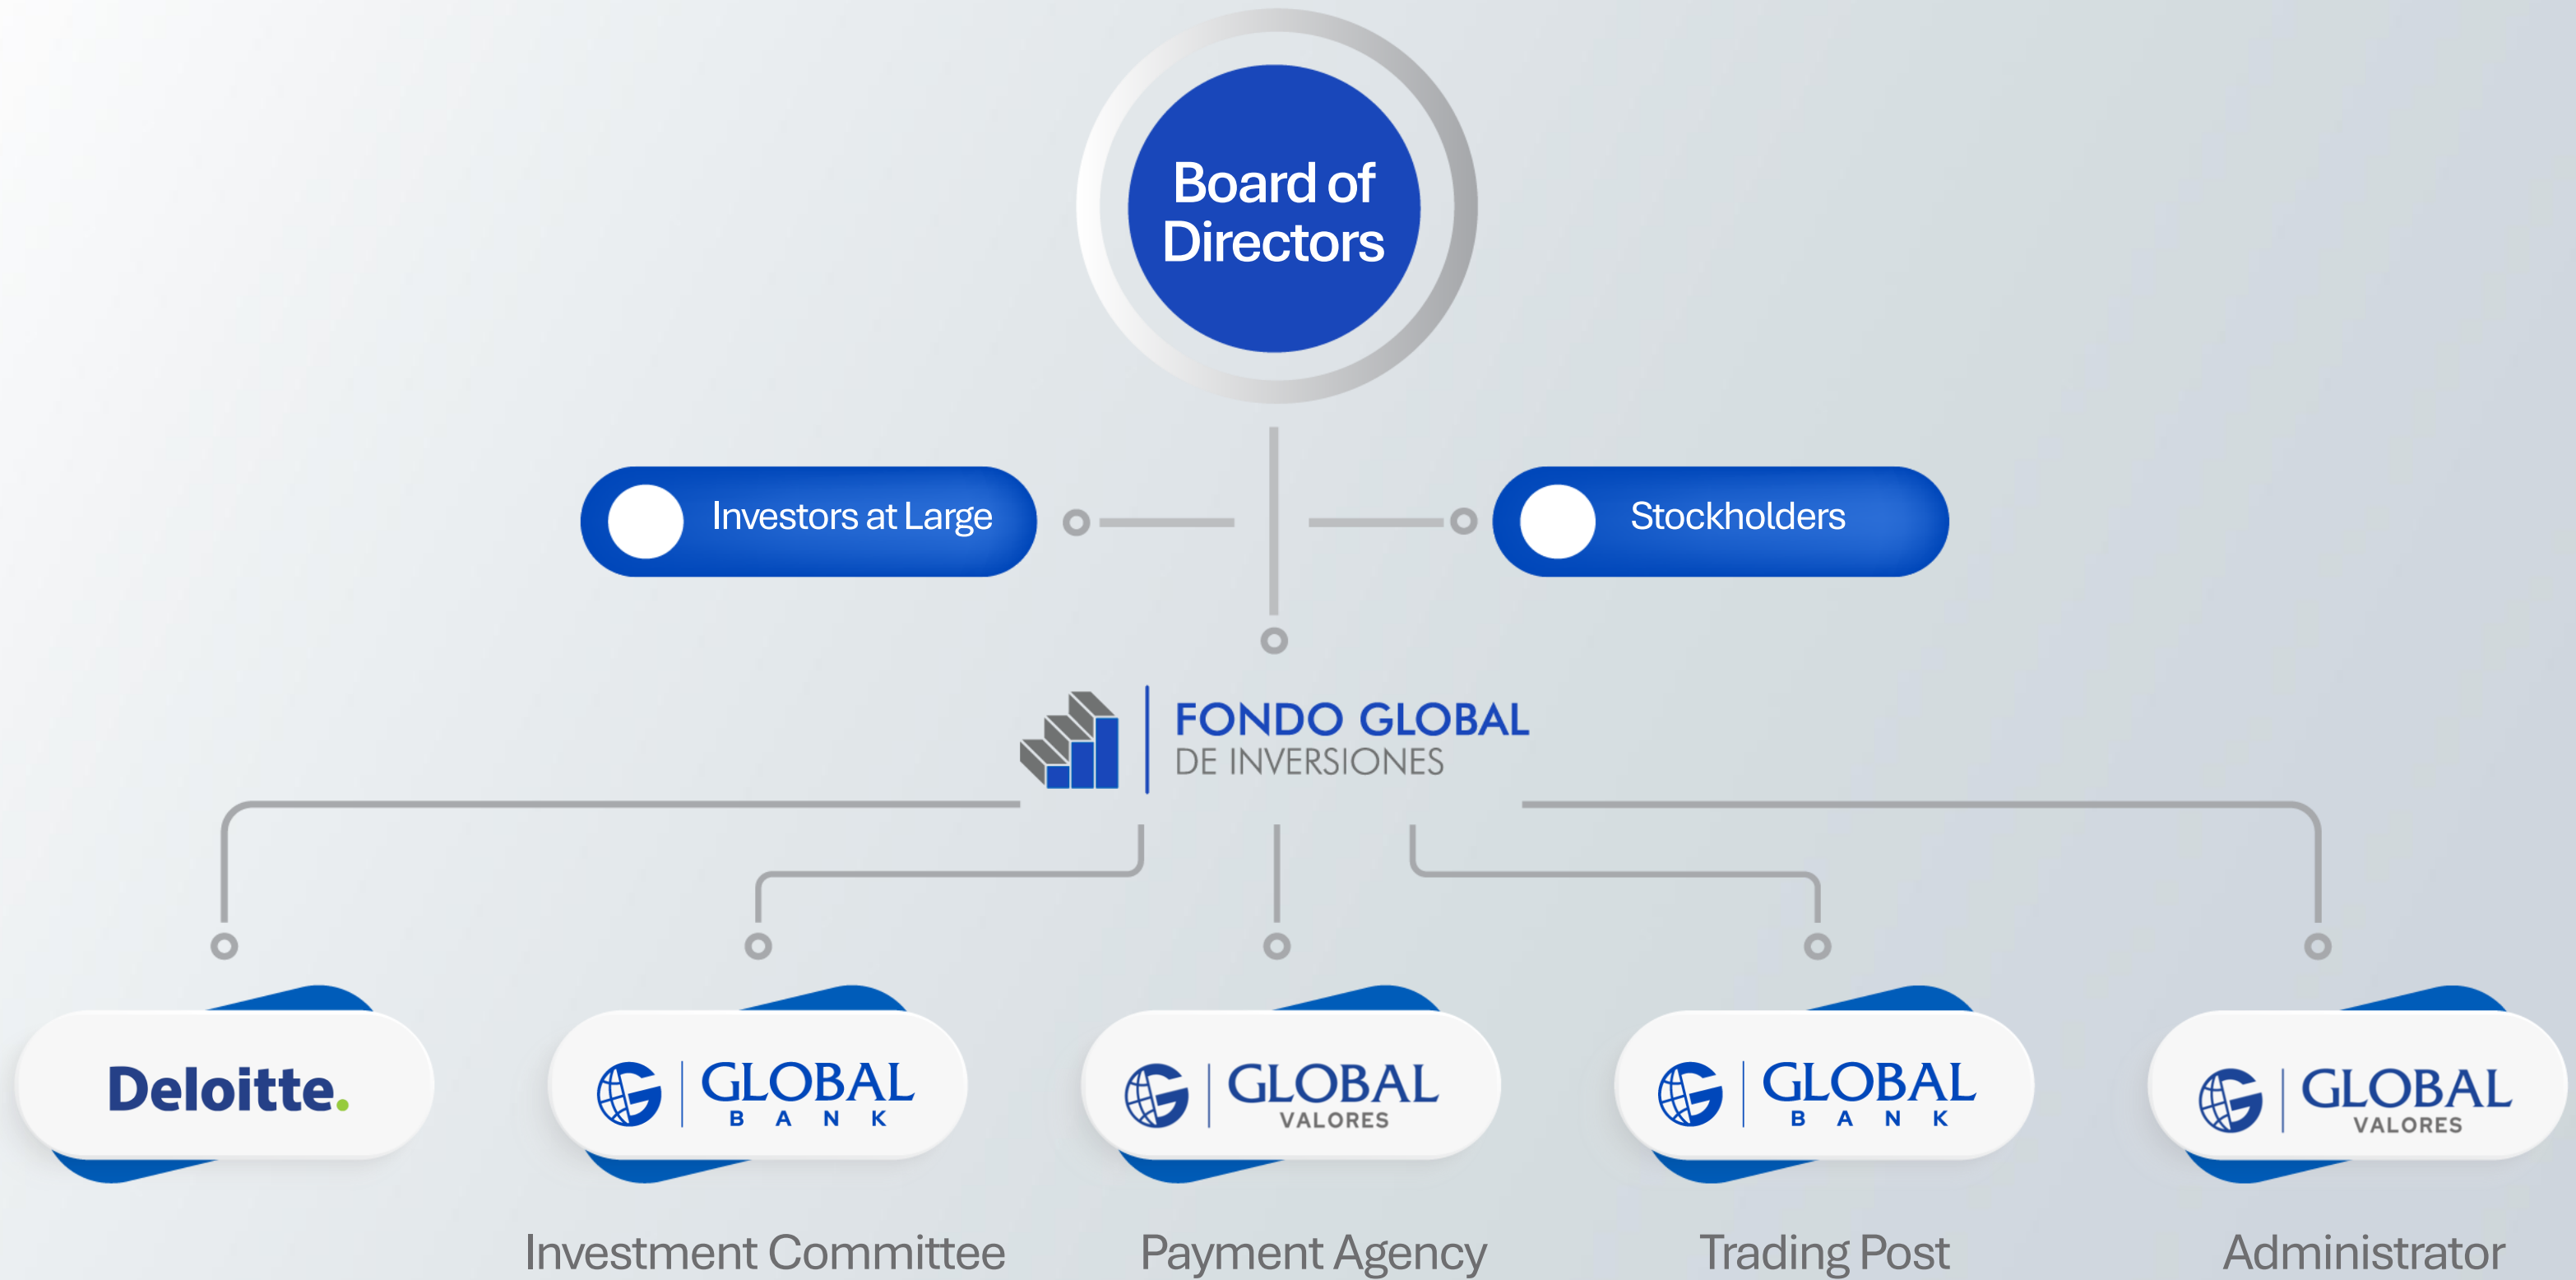 Board of
Directors
Investors at Large
Stockholders
FONDO GLOBAL
DE INVERSIONES
Deloitte.
GLOBAL
BANK
GLOBAL
VALORES
GLOBAL
BANK
GLOBAL
VALORES
Investment Committee
Payment Agency
Trading Post
Administrator